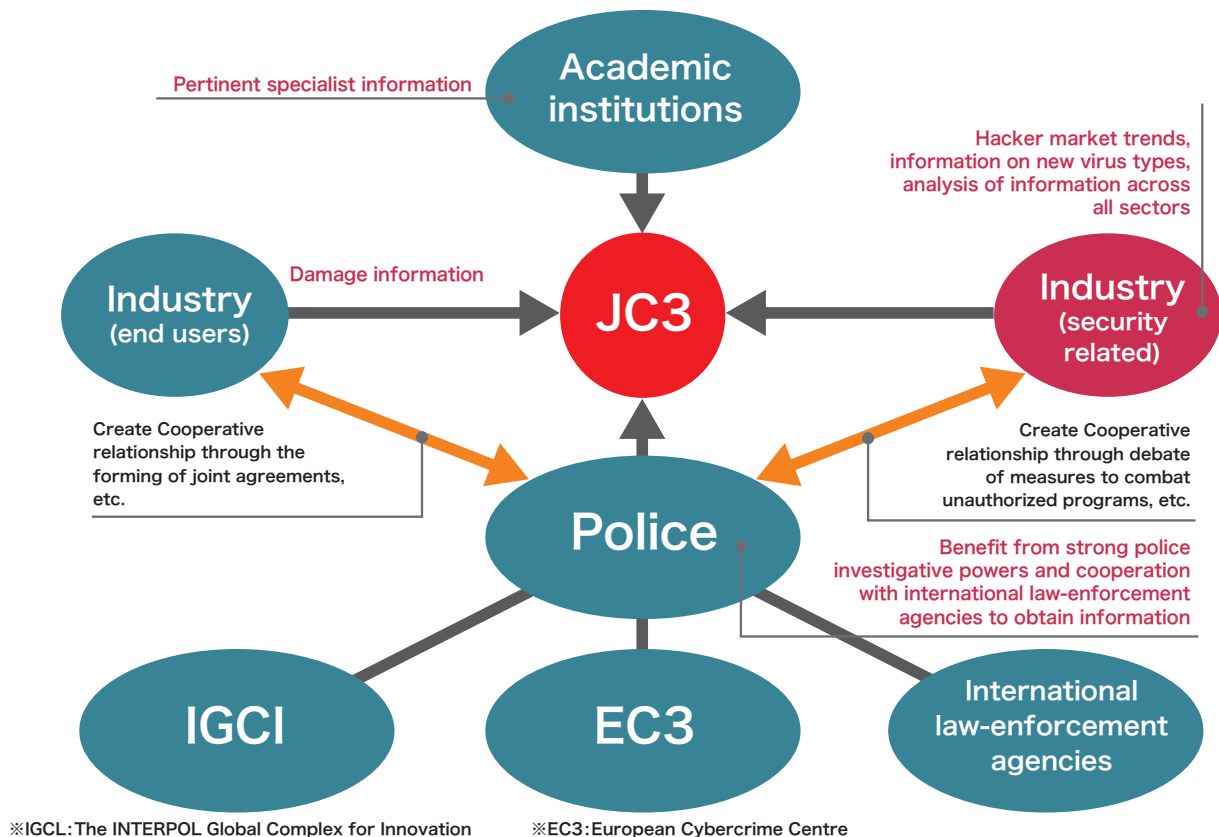 Academic
institutions
Pertinent specialist information
Hacker market trends,
information on new virus types,
analysis of information across
all sectors
Damage information
Industry
(end users)
JC3
Industry
(security
related)
Create Cooperative
relationship through the
forming of joint agreements,
etc.
Create Cooperative
relationship through debate
of measures to combat
unauthorized programs, etc.
Police
Benefit from strong police
investigative powers and cooperation
with international law-enforcement
agencies to obtain information
IGCI
EC3
International
law-enforcement
agencies
※IGCL:The INTERPOL Global Complex for Innovation
※EC3:European Cybercrime Centre